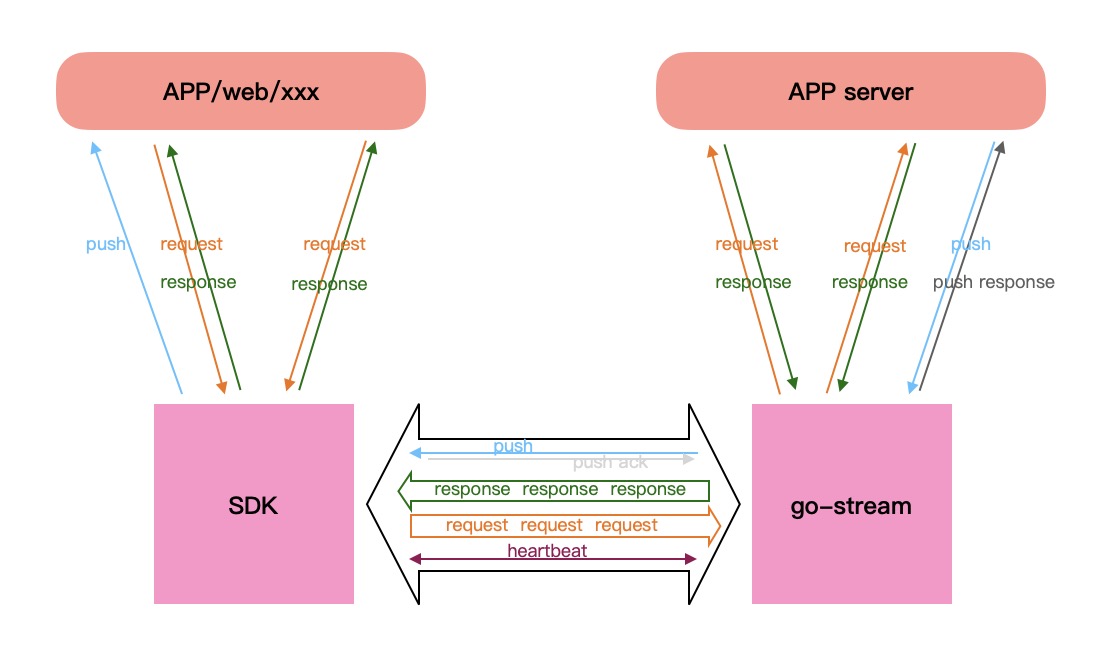 APP/web/xxx
APP server
push
request
request
request
request
push
response
response
response
response
push response
push
push ack
response response response
request request request
heartbeat
SDK
go-stream